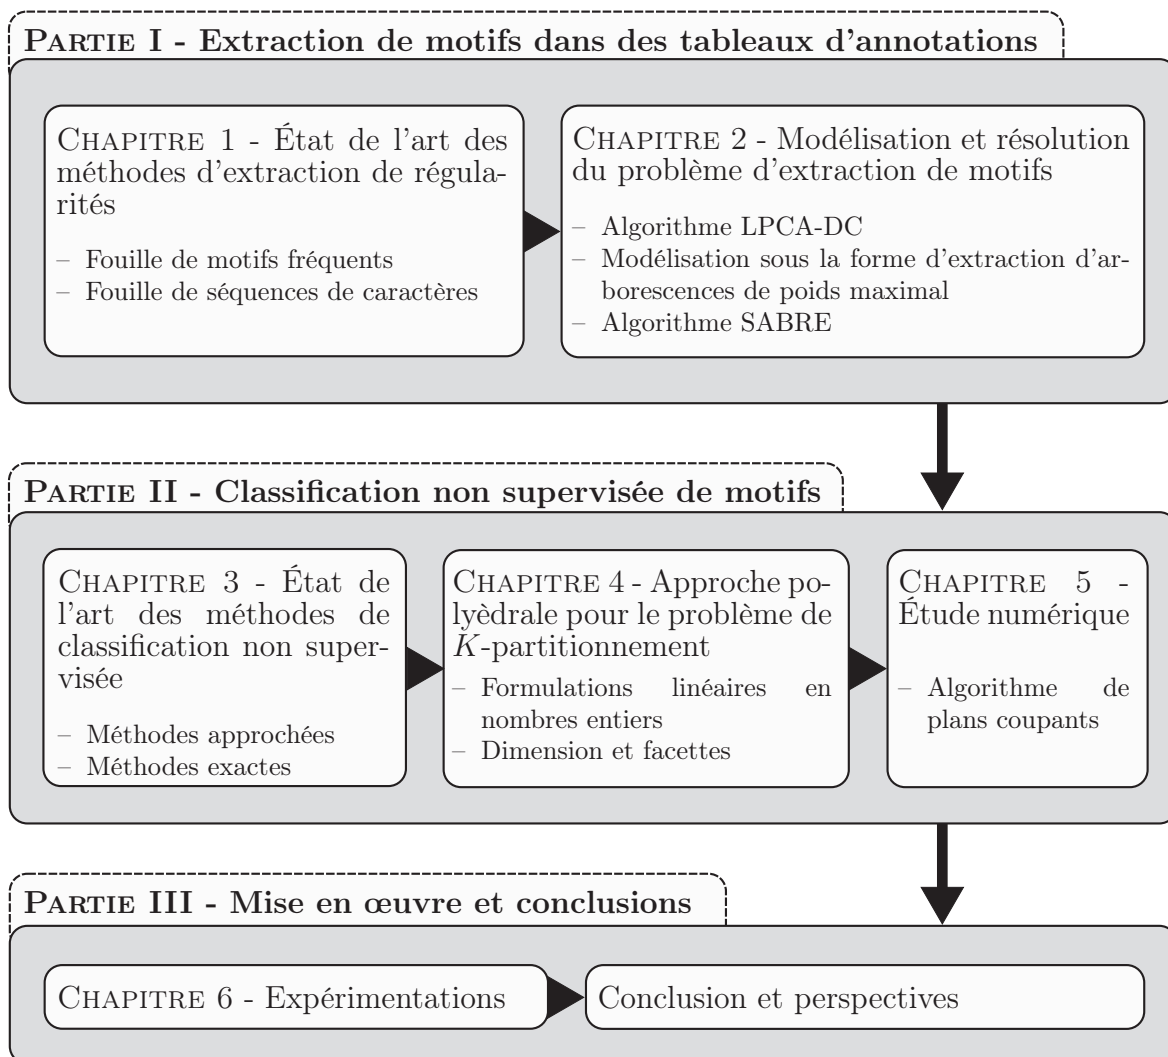 PARTIE I - Extraction de motifs dans des tableaux d'annotations
CHAPITRE 1 - État de l'art des
méthodes d'extraction de régula-
rités
– Fouille de motifs fréquents
– Fouille de séquences de caractères
CHAPITRE 2 - Modélisation et résolution
du problème d'extraction de motifs
– Algorithme LPCA-DC
– Modélisation sous la forme d'extraction d'ar-
borescences de poids maximal
– Algorithme SABRE
PARTIE II - Classification non supervisée de motifs
CHAPITRE 3 - État de
l'art des méthodes de
classification non super-
visée
– Méthodes approchées
– Méthodes exactes
CHAPITRE 4 - Approche po-
lyèdrale pour le problème de
K-partitionnement
– Formulations linéaires en
nombres entiers
– Dimension et facettes
CHAPITRE 5 -
Étude numérique
– Algorithme de
plans coupants
PARTIE III - Mise en œuvre et conclusions
CHAPITRE 6 - Expérimentations
Conclusion et perspectives